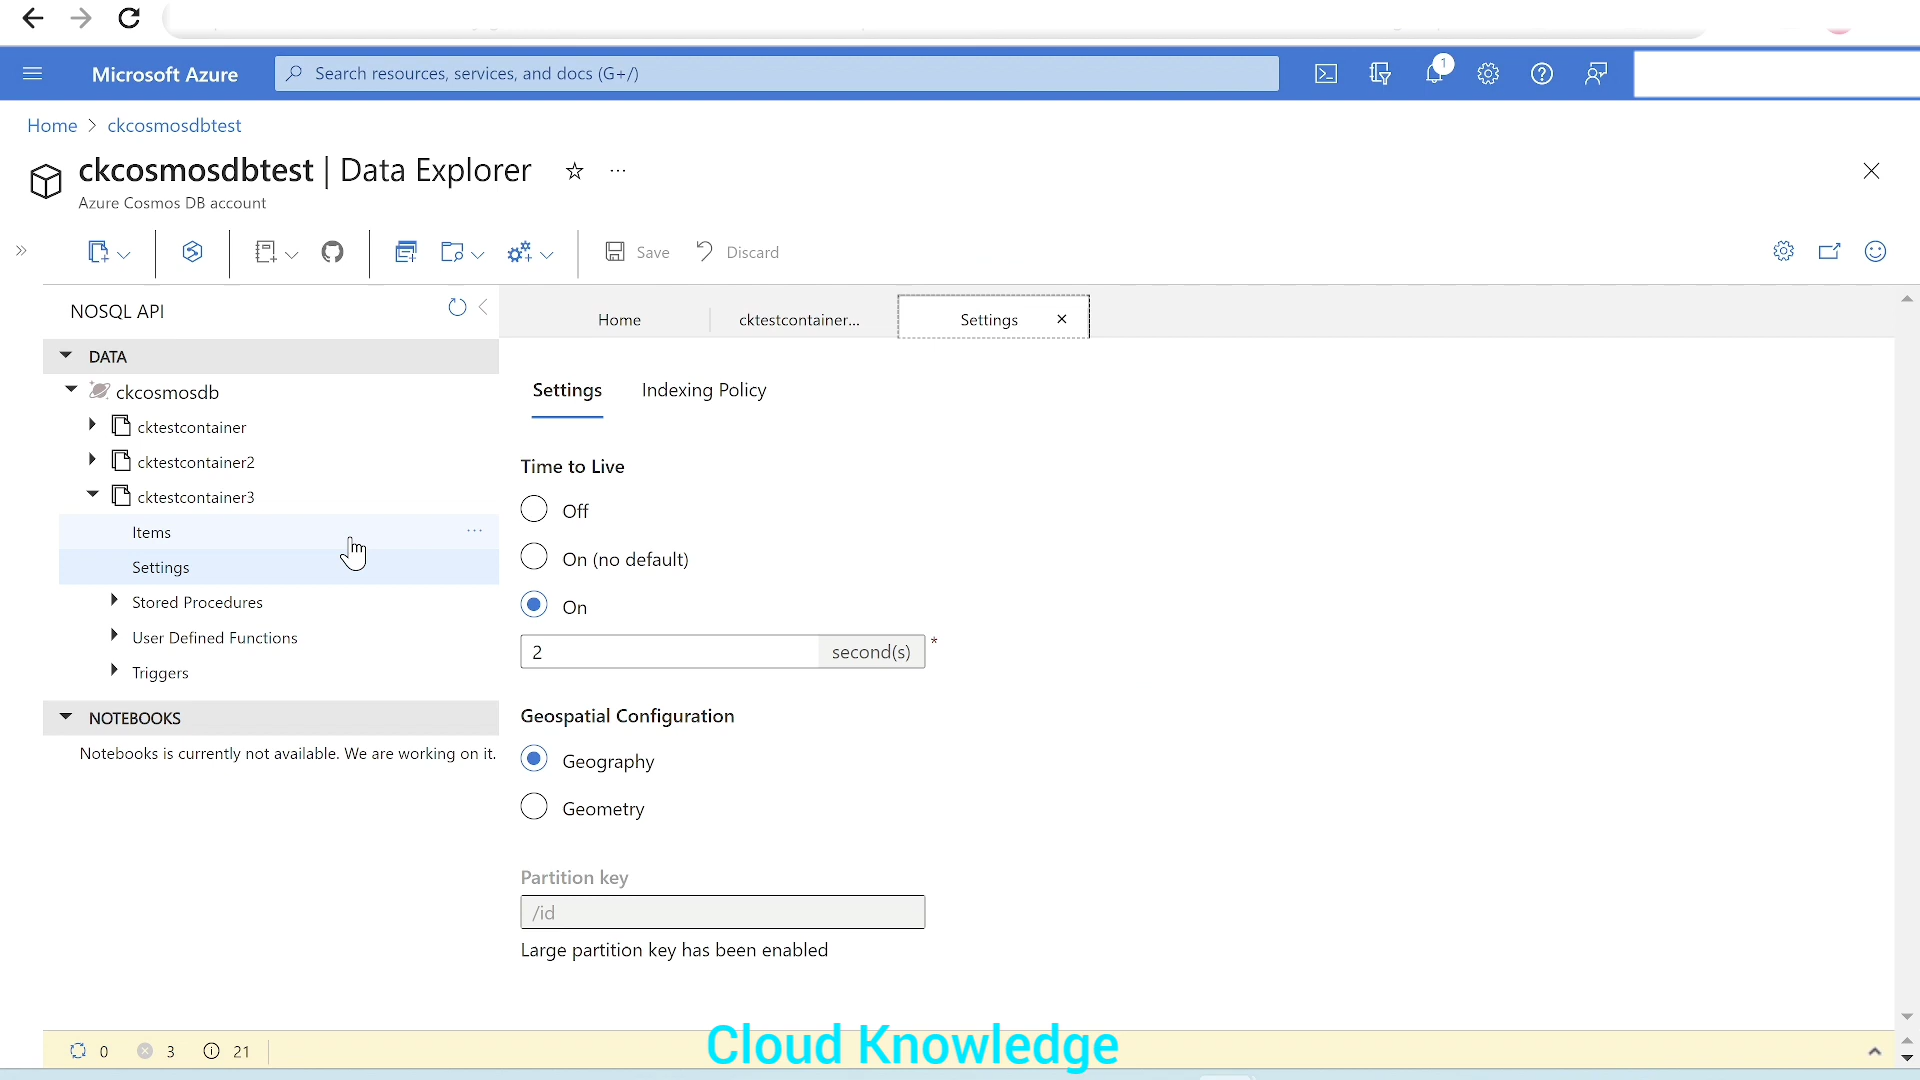 Microsoft Azure
Search resources, services, and docs (G+/)
1
Home > ckcosmosdbtest
ckcosmosdbtest | Data Explorer
Azure Cosmos DB account
Save
Discard
NOSQL API
Home
cktestcontainer...
Settings
DATA
ckcosmosdb
cktestcontainer
cktestcontainer2
cktestcontainer3
Items
Settings
Stored Procedures
User Defined Functions
Triggers
NOTEBOOKS
Notebooks is currently not available. We are working on it.
Settings
Indexing Policy
Time to Live
Off
On (no default)
On
2
second(s)
*
Geospatial Configuration
Geography
Geometry
Partition key
/id
Large partition key has been enabled
0
3
21
Cloud Knowledge